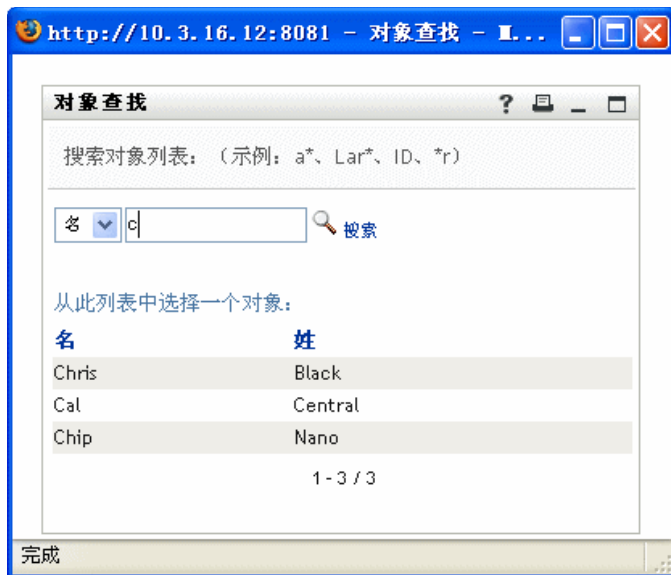 http://10.3.16.12:8081 - 对象查找 - M...
对象查找
搜索对象列表： （示例：a*、Lar*、ID、*r）
名 c 搜索
从此列表中选择一个对象：
名 姓
Chris Black
Cal Central
Chip Nano
1 - 3 / 3
完成